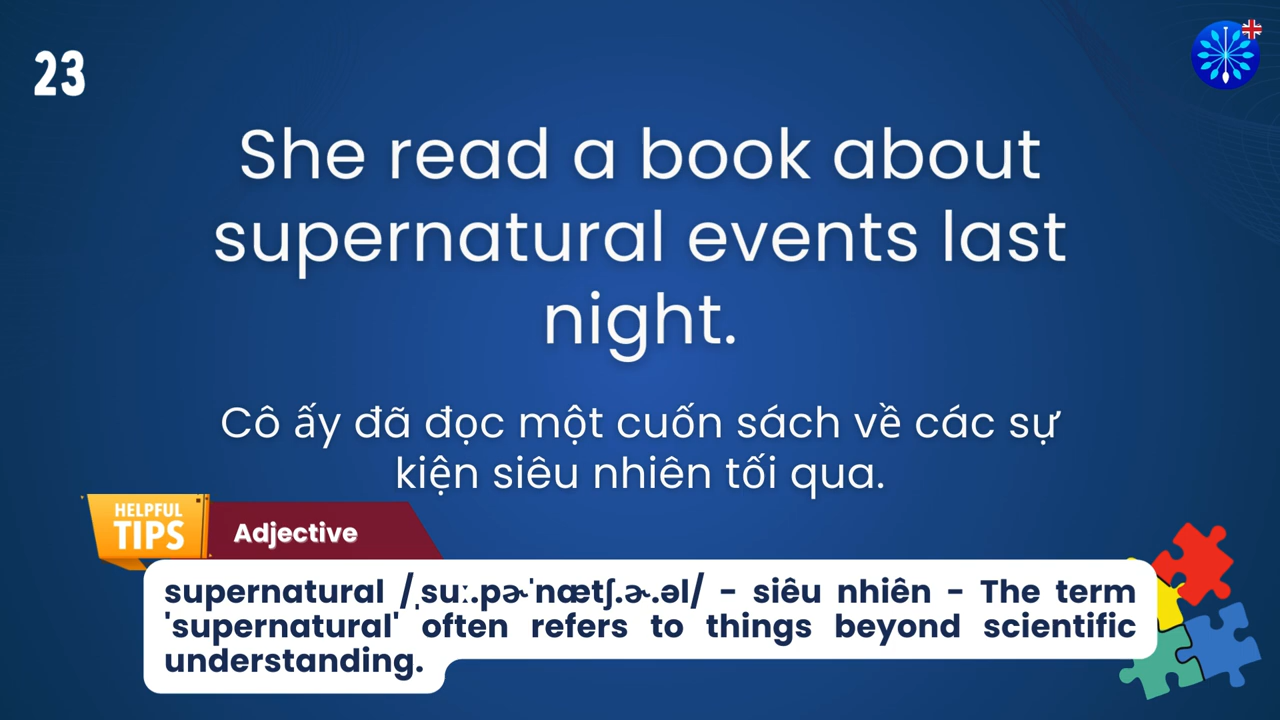 23
She read a book about
supernatural events last
night.
Cô ấy đã đọc một cuốn sách về các sự
kiện siêu nhiên tối qua.
HELPFUL
TIPS
Adjective
supernatural /ˌsuː.pɚˈnætʃ.ɚ.əl/ - siêu nhiên - The term
'supernatural' often refers to things beyond scientific
understanding.